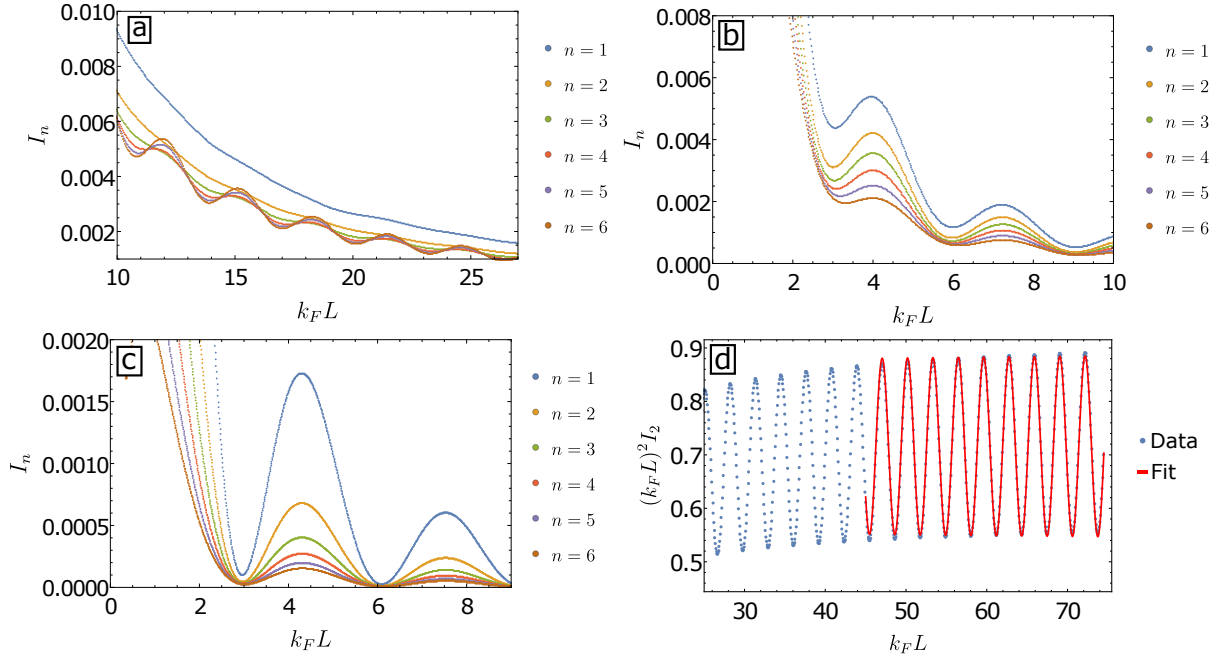 a
0.010
0.008
0.006
0.004
0.002
I_n
10
15
20
25
k_F L
n = 1
n = 2
n = 3
n = 4
n = 5
n = 6
b
0.008
0.006
0.004
0.002
0.000
I_n
0
2
4
6
8
10
k_F L
n = 1
n = 2
n = 3
n = 4
n = 5
n = 6
c
0.0020
0.0015
0.0010
0.0005
0.0000
I_n
0
2
4
6
8
k_F L
n = 1
n = 2
n = 3
n = 4
n = 5
n = 6
d
0.9
0.8
0.7
0.6
0.5
(k_F L)^2 I_2
30
40
50
60
70
k_F L
Data
Fit